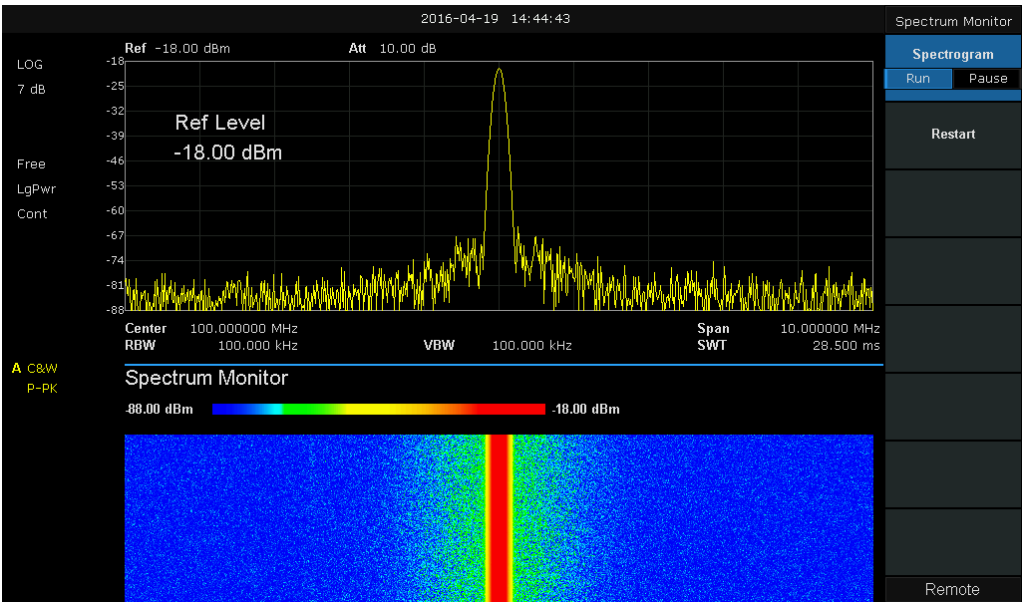 2016-04-19 14:44:43
Spectrum Monitor
Ref -18.00 dBm Att 10.00 dB
LOG
7 dB
Free
LgPwr
Cont
-18
-25
-32
-39
-46
-53
-60
-67
-74
-81
-88
Ref Level
-18.00 dBm
Center 100.000000 MHz Span 10.000000 MHz
RBW 100.000 kHz VBW 100.000 kHz SWT 28.500 ms
A C&W
P-PK
Spectrum Monitor
-88.00 dBm -18.00 dBm
Spectrogram
Run Pause
Restart
Remote